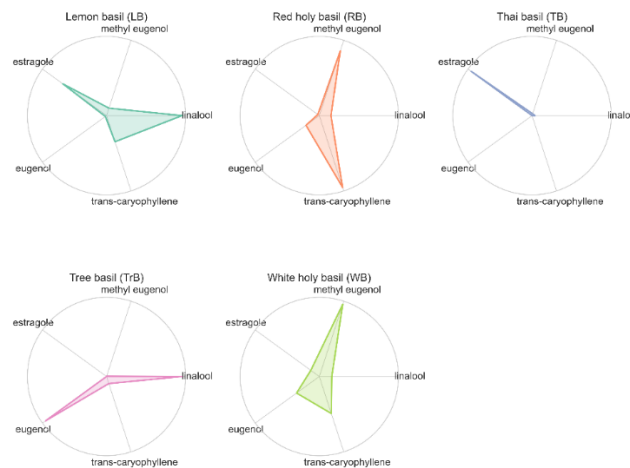 Lemon basil (LB)
methyl eugenol
estragole
linalool
eugenol
trans-caryophyllene
Red holy basil (RB)
methyl eugenol
estragole
linalool
eugenol
trans-caryophyllene
Thai basil (TB)
methyl eugenol
estragole
linalo
eugenol
trans-caryophyllene
Tree basil (TrB)
methyl eugenol
estragole
linalool
eugenol
trans-caryophyllene
White holy basil (WB)
methyl eugenol
estragole
linalool
eugenol
trans-caryophyllene